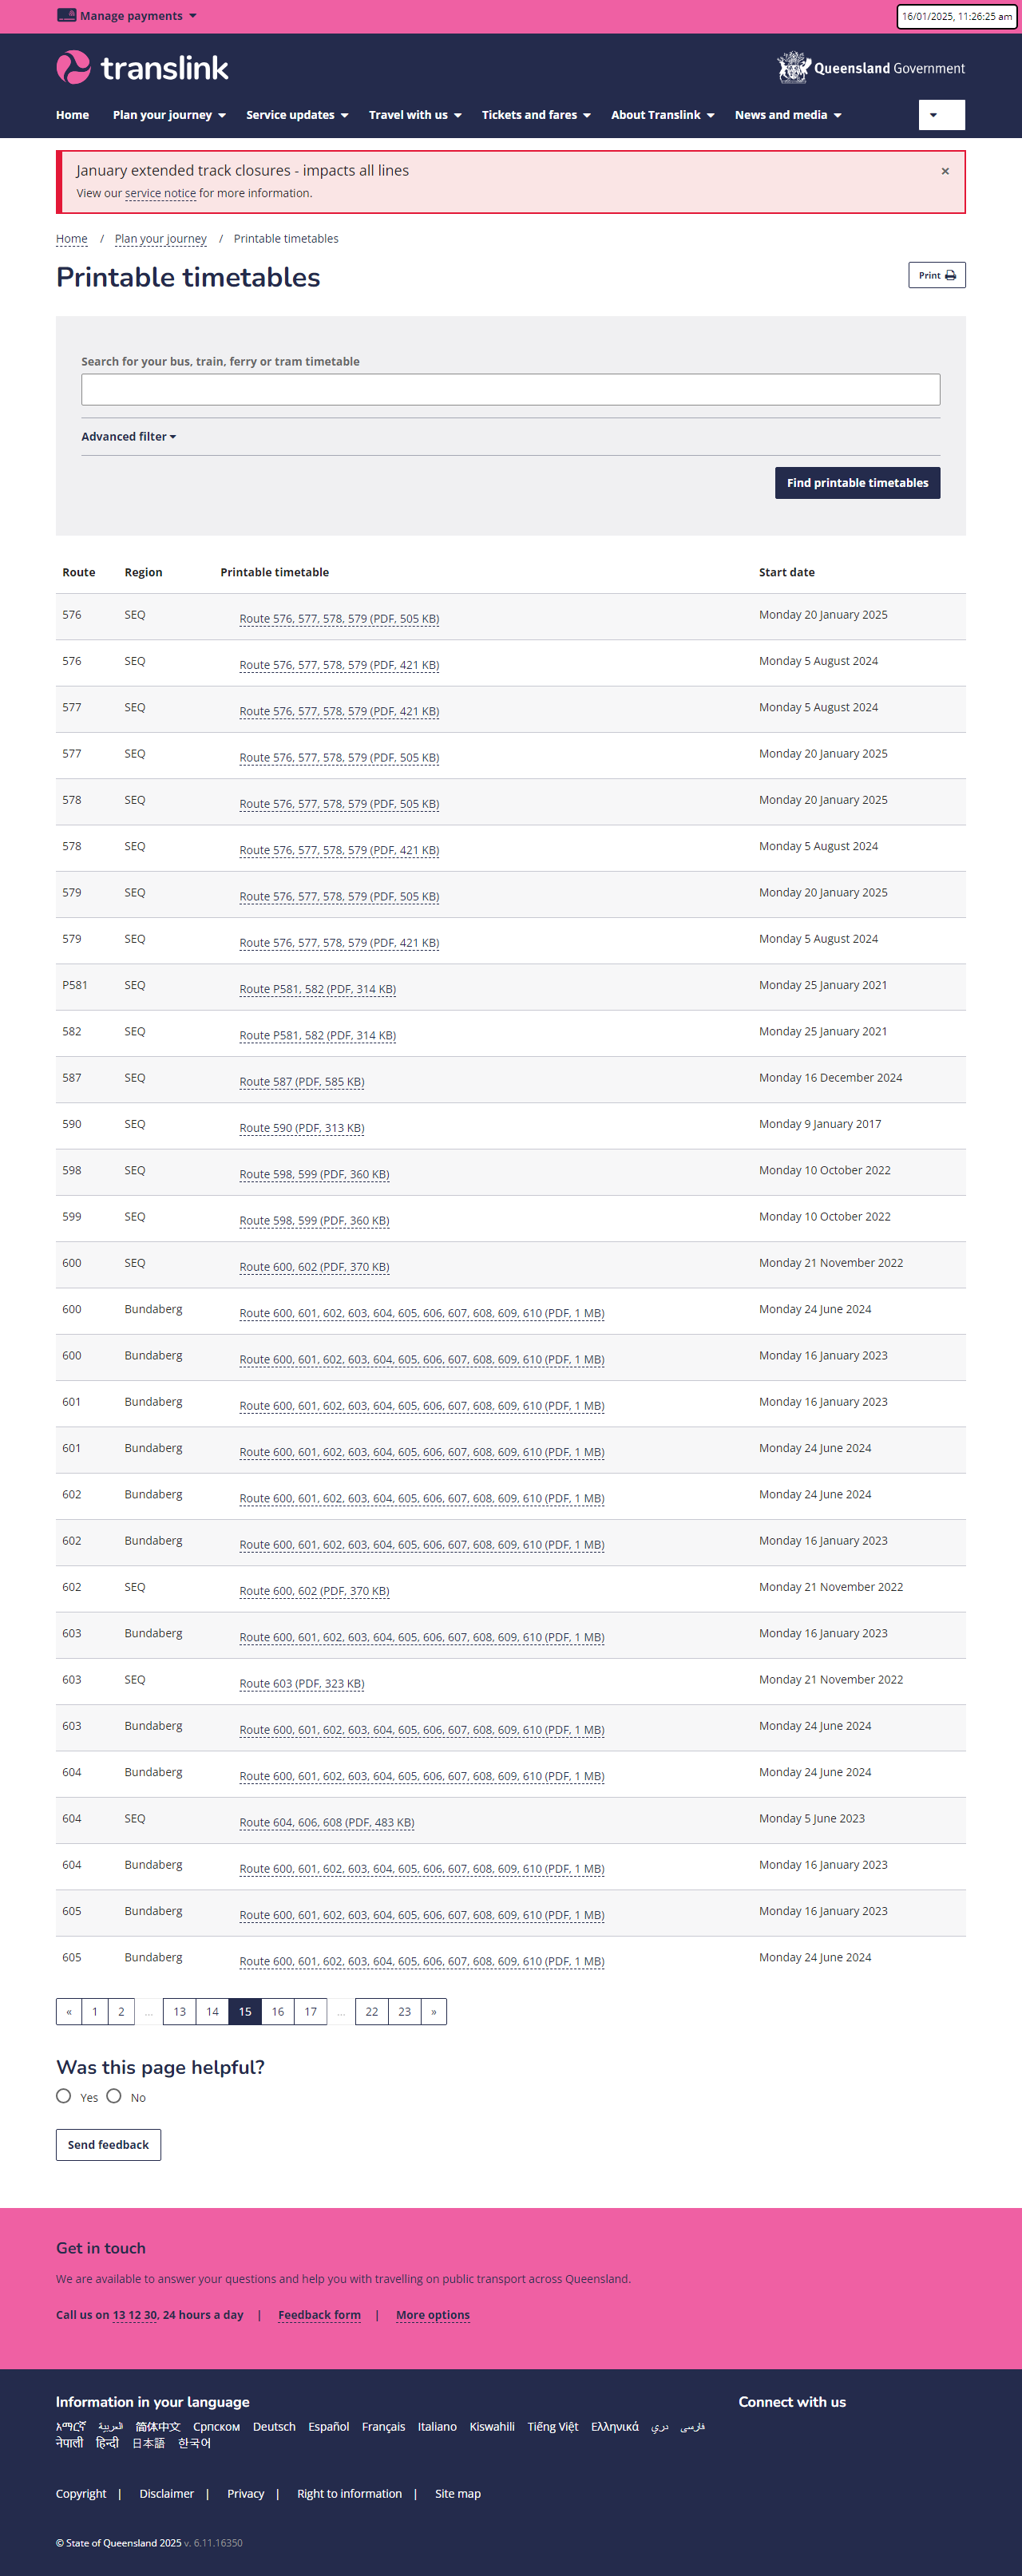 Manage payments
16/01/2025, 11:26:25 am
translink
Queensland Government
Home Plan your journey Service updates Travel with us Tickets and fares About Translink News and media
January extended track closures - impacts all lines ×
View our service notice for more information.
Home / Plan your journey / Printable timetables
Printable timetables
Print
Search for your bus, train, ferry or tram timetable
Advanced filter
Find printable timetables
Route Region Printable timetable Start date
576 SEQ Route 576, 577, 578, 579 (PDF, 505 KB) Monday 20 January 2025
576 SEQ Route 576, 577, 578, 579 (PDF, 421 KB) Monday 5 August 2024
577 SEQ Route 576, 577, 578, 579 (PDF, 421 KB) Monday 5 August 2024
577 SEQ Route 576, 577, 578, 579 (PDF, 505 KB) Monday 20 January 2025
578 SEQ Route 576, 577, 578, 579 (PDF, 505 KB) Monday 20 January 2025
578 SEQ Route 576, 577, 578, 579 (PDF, 421 KB) Monday 5 August 2024
579 SEQ Route 576, 577, 578, 579 (PDF, 505 KB) Monday 20 January 2025
579 SEQ Route 576, 577, 578, 579 (PDF, 421 KB) Monday 5 August 2024
P581 SEQ Route P581, 582 (PDF, 314 KB) Monday 25 January 2021
582 SEQ Route P581, 582 (PDF, 314 KB) Monday 25 January 2021
587 SEQ Route 587 (PDF, 585 KB) Monday 16 December 2024
590 SEQ Route 590 (PDF, 313 KB) Monday 9 January 2017
598 SEQ Route 598, 599 (PDF, 360 KB) Monday 10 October 2022
599 SEQ Route 598, 599 (PDF, 360 KB) Monday 10 October 2022
600 SEQ Route 600, 602 (PDF, 370 KB) Monday 21 November 2022
600 Bundaberg Route 600, 601, 602, 603, 604, 605, 606, 607, 608, 609, 610 (PDF, 1 MB) Monday 24 June 2024
600 Bundaberg Route 600, 601, 602, 603, 604, 605, 606, 607, 608, 609, 610 (PDF, 1 MB) Monday 16 January 2023
601 Bundaberg Route 600, 601, 602, 603, 604, 605, 606, 607, 608, 609, 610 (PDF, 1 MB) Monday 16 January 2023
601 Bundaberg Route 600, 601, 602, 603, 604, 605, 606, 607, 608, 609, 610 (PDF, 1 MB) Monday 24 June 2024
602 Bundaberg Route 600, 601, 602, 603, 604, 605, 606, 607, 608, 609, 610 (PDF, 1 MB) Monday 24 June 2024
602 Bundaberg Route 600, 601, 602, 603, 604, 605, 606, 607, 608, 609, 610 (PDF, 1 MB) Monday 16 January 2023
602 SEQ Route 600, 602 (PDF, 370 KB) Monday 21 November 2022
603 Bundaberg Route 600, 601, 602, 603, 604, 605, 606, 607, 608, 609, 610 (PDF, 1 MB) Monday 16 January 2023
603 SEQ Route 603 (PDF, 323 KB) Monday 21 November 2022
603 Bundaberg Route 600, 601, 602, 603, 604, 605, 606, 607, 608, 609, 610 (PDF, 1 MB) Monday 24 June 2024
604 Bundaberg Route 600, 601, 602, 603, 604, 605, 606, 607, 608, 609, 610 (PDF, 1 MB) Monday 24 June 2024
604 SEQ Route 604, 606, 608 (PDF, 483 KB) Monday 5 June 2023
604 Bundaberg Route 600, 601, 602, 603, 604, 605, 606, 607, 608, 609, 610 (PDF, 1 MB) Monday 16 January 2023
605 Bundaberg Route 600, 601, 602, 603, 604, 605, 606, 607, 608, 609, 610 (PDF, 1 MB) Monday 16 January 2023
605 Bundaberg Route 600, 601, 602, 603, 604, 605, 606, 607, 608, 609, 610 (PDF, 1 MB) Monday 24 June 2024
« 1 2 ... 13 14 15 16 17 ... 22 23 »
Was this page helpful?
Yes No
Send feedback
Get in touch
We are available to answer your questions and help you with travelling on public transport across Queensland.
Call us on 13 12 30, 24 hours a day | Feedback form | More options
Information in your language Connect with us
አማርኛ العربية 简体中文 Српском Deutsch Español Français Italiano Kiswahili Tiếng Việt Ελληνικά دری فارسی
नेपाली हिन्दी 日本語 한국어
Copyright | Disclaimer | Privacy | Right to information | Site map
© State of Queensland 2025 v. 6.11.16350